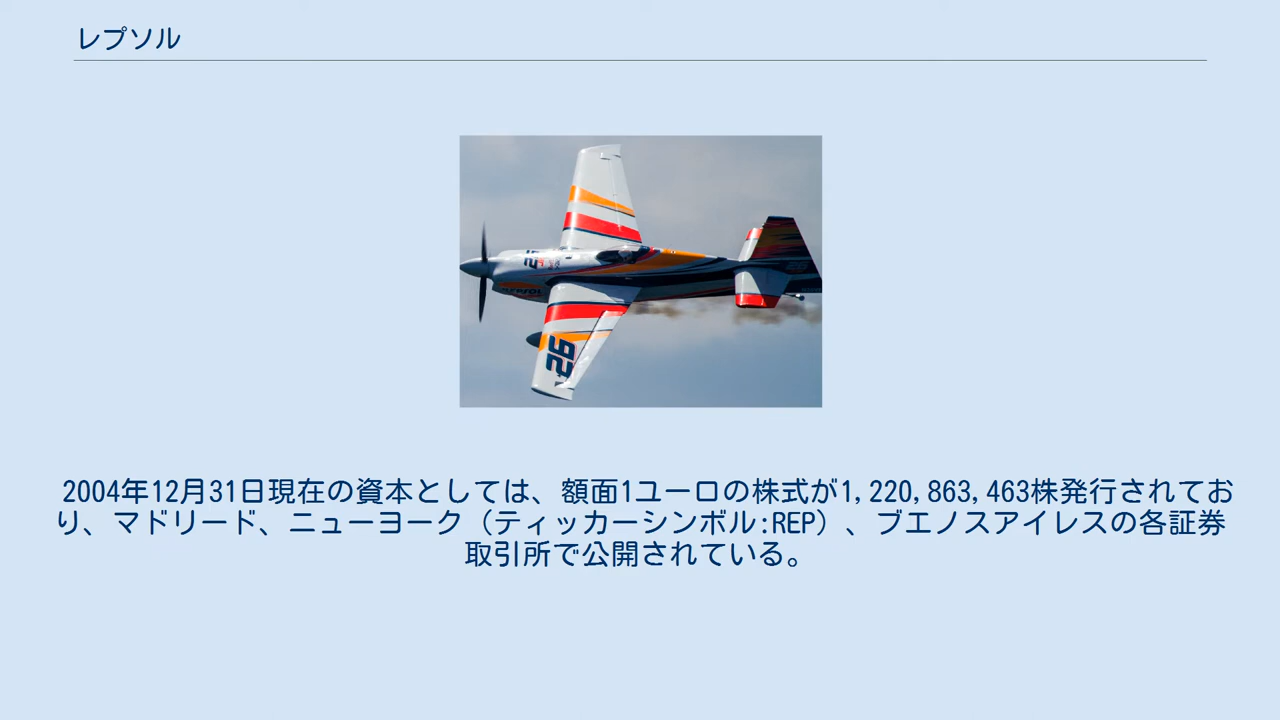 レプソル
26
2004年12月31日現在の資本としては、額面1ユーロの株式が1,220,863,463株発行されてお
り、マドリード、ニューヨーク（ティッカーシンボル:REP）、ブエノスアイレスの各証券
取引所で公開されている。